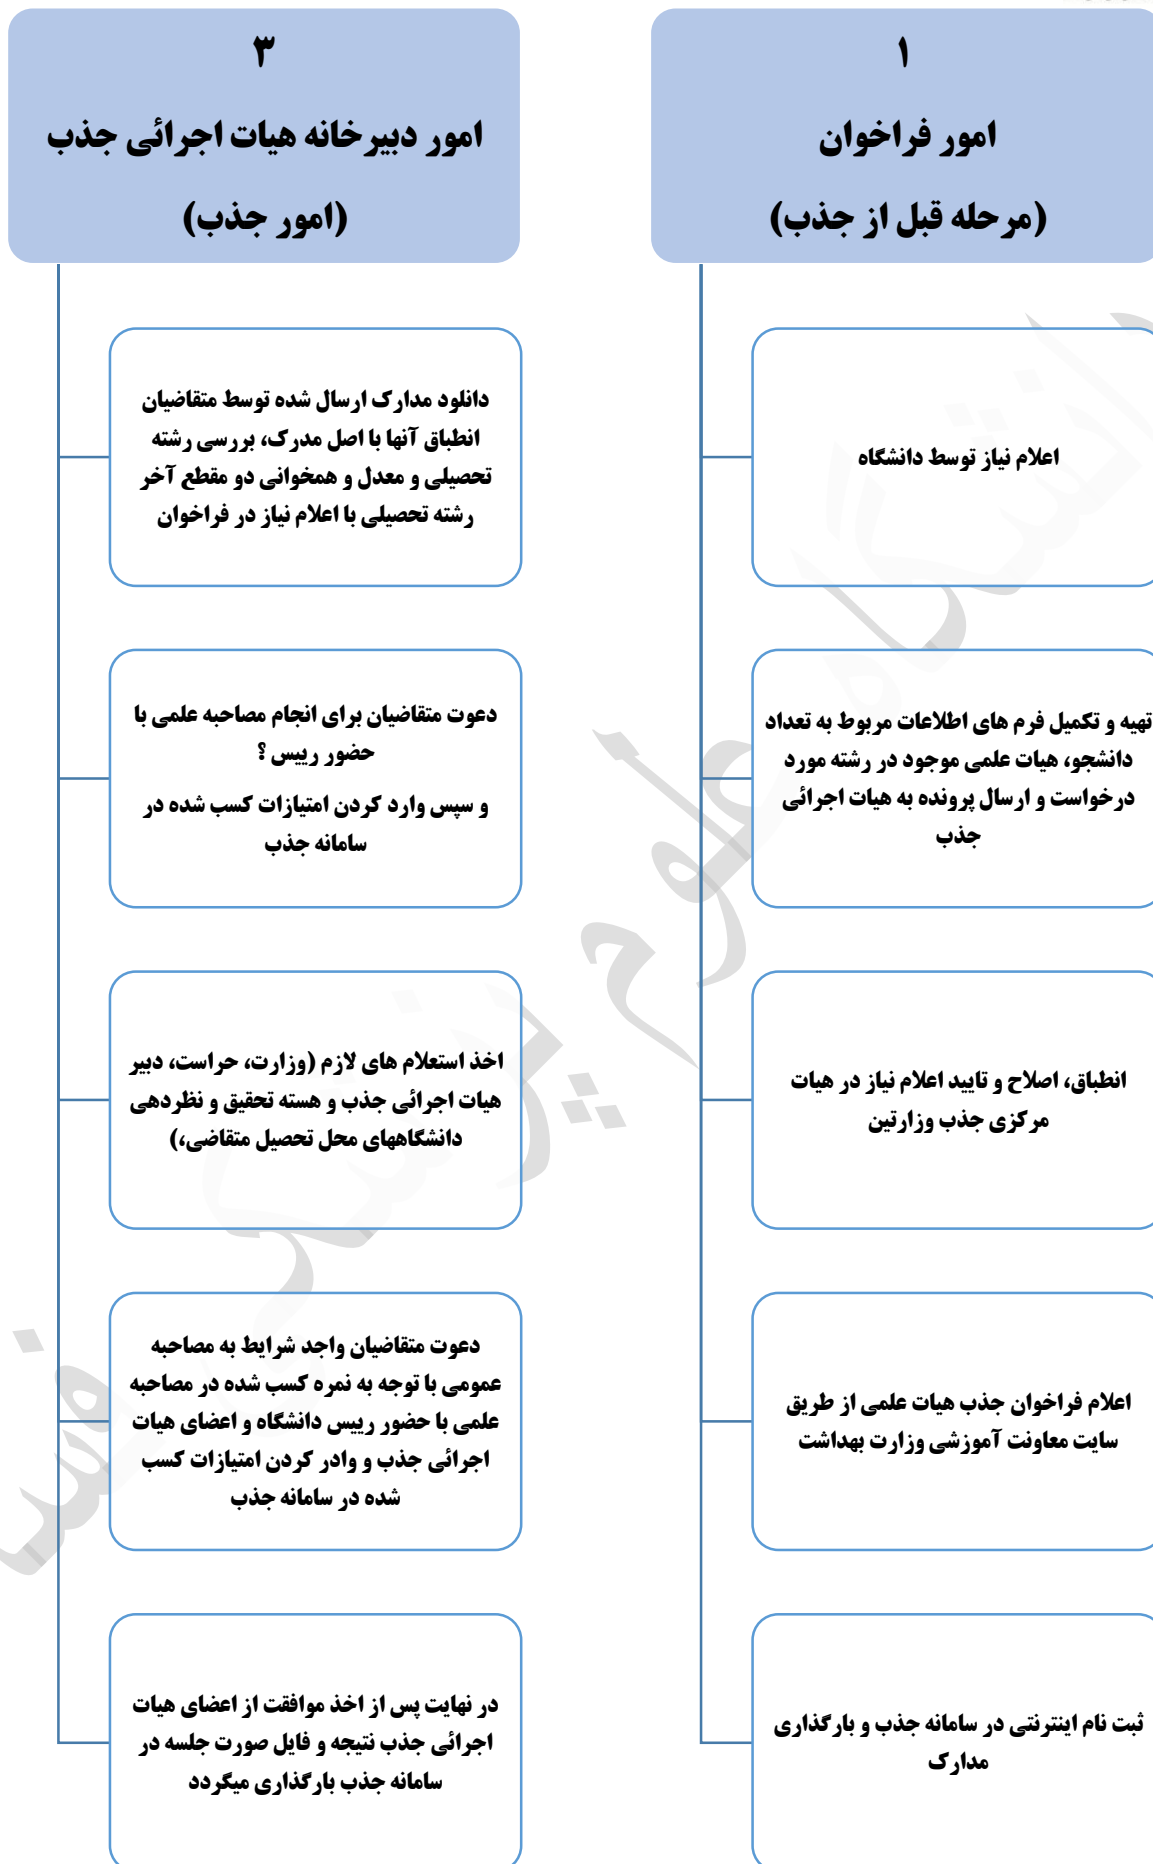 ۱
امور فراخوان
(مرحله قبل از جذب)
اعلام نیاز توسط دانشگاه
تهیه و تکمیل فرم های اطلاعات مربوط به تعداد
دانشجو، هیات علمی موجود در رشته مورد
درخواست و ارسال پرونده به هیات اجرائی
جذب
انطباق، اصلاح و تایید اعلام نیاز در هیات
مرکزی جذب وزارتین
اعلام فراخوان جذب هیات علمی از طریق
سایت معاونت آموزشی وزارت بهداشت
ثبت نام اینترنتی در سامانه جذب و بارگذاری
مدارک
۳
امور دبیرخانه هیات اجرائی جذب
(امور جذب)
دانلود مدارک ارسال شده توسط متقاضیان
انطباق آنها با اصل مدرک، بررسی رشته
تحصیلی و معدل و همخوانی دو مقطع آخر
رشته تحصیلی با اعلام نیاز در فراخوان
دعوت متقاضیان برای انجام مصاحبه علمی با
حضور رییس ؟
و سپس وارد کردن امتیازات کسب شده در
سامانه جذب
اخذ استعلام های لازم (وزارت، حراست، دبیر
هیات اجرائی جذب و هسته تحقیق و نظردهی
دانشگاههای محل تحصیل متقاضی،)
دعوت متقاضیان واجد شرایط به مصاحبه
عمومی با توجه به نمره کسب شده در مصاحبه
علمی با حضور رییس دانشگاه و اعضای هیات
اجرائی جذب و وادر کردن امتیازات کسب
شده در سامانه جذب
در نهایت پس از اخذ موافقت از اعضای هیات
اجرائی جذب نتیجه و فایل صورت جلسه در
سامانه جذب بارگذاری میگردد
دانشگاه علوم پزشکی